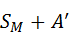 S_M + A′